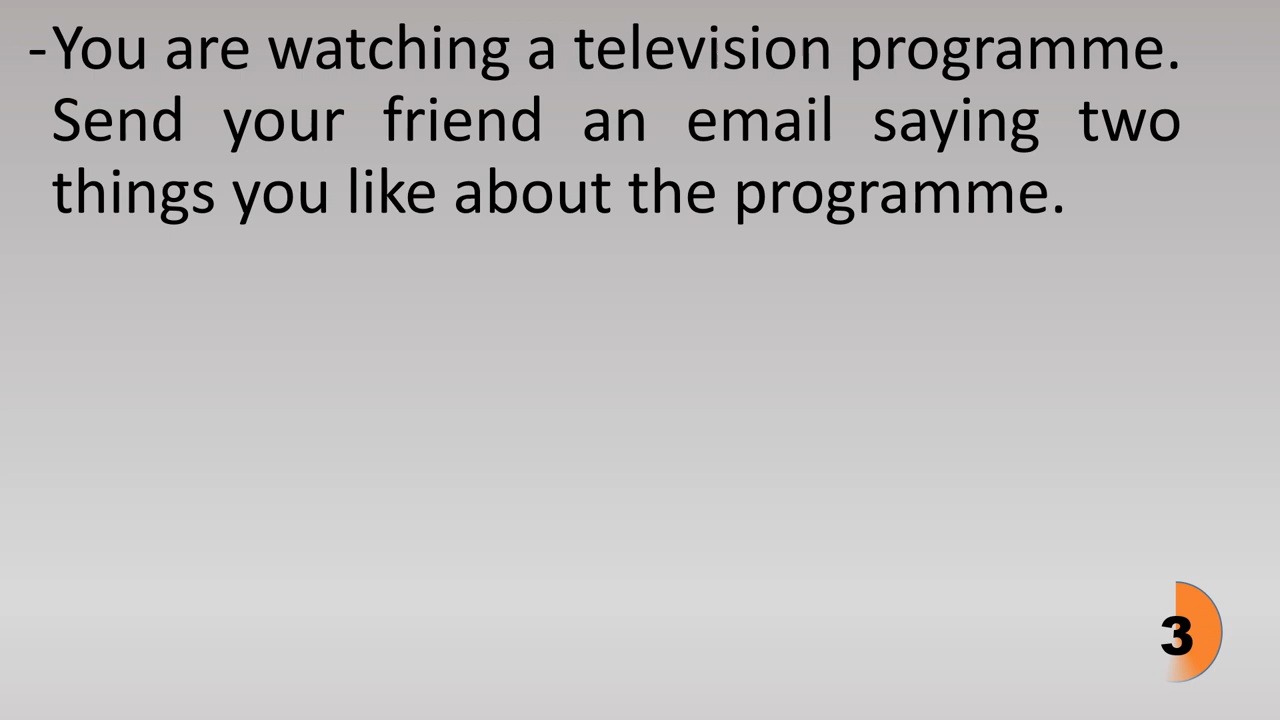 -You are watching a television programme.
Send your friend an email saying two
things you like about the programme.
3